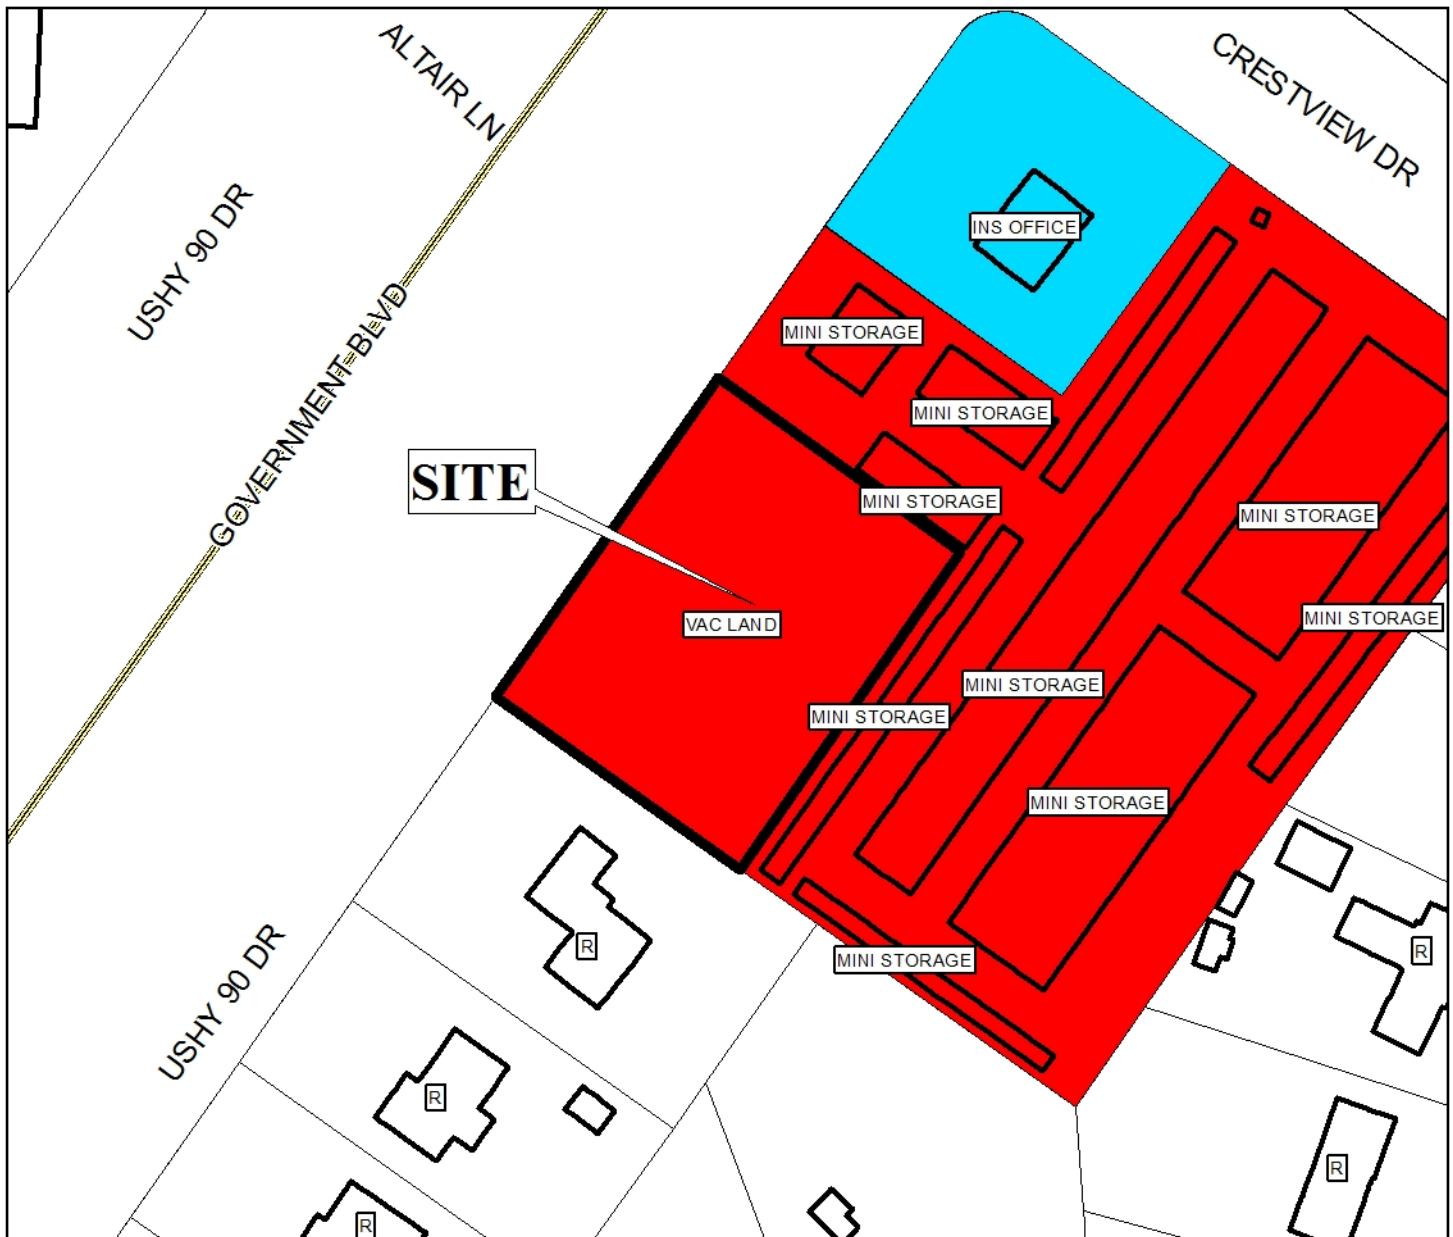 ALTAIR LN
CRESTVIEW DR
USHY 90 DR
INS OFFICE
GOVERNMENT BLVD
MINI STORAGE
MINI STORAGE
SITE
MINI STORAGE
MINI STORAGE
MINI STORAGE
VAC LAND
MINI STORAGE
MINI STORAGE
MINI STORAGE
R
R
MINI STORAGE
USHY 90 DR
R
R
R